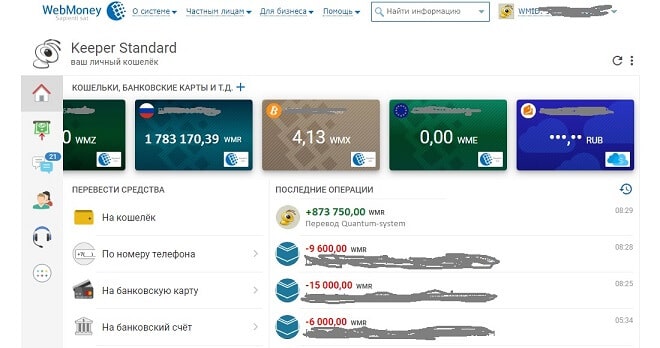 WebMoney
Sapienti sat
О системе Частным лицам Для бизнеса Помощь Найти информацию WMID:
Keeper Standard
ваш личный кошелёк
КОШЕЛЬКИ, БАНКОВСКИЕ КАРТЫ И Т.Д. +
0 WMZ
1 783 170,39 WMR
4,13 WMX
0,00 WME
***,** RUB
21
ПЕРЕВЕСТИ СРЕДСТВА
На кошелёк
По номеру телефона
На банковскую карту
На банковский счёт
ПОСЛЕДНИЕ ОПЕРАЦИИ
+873 750,00 WMR 08:29
Перевод Quantum-system
-9 600,00 WMR 08:28
-15 000,00 WMR 08:25
-6 000,00 WMR 05:34